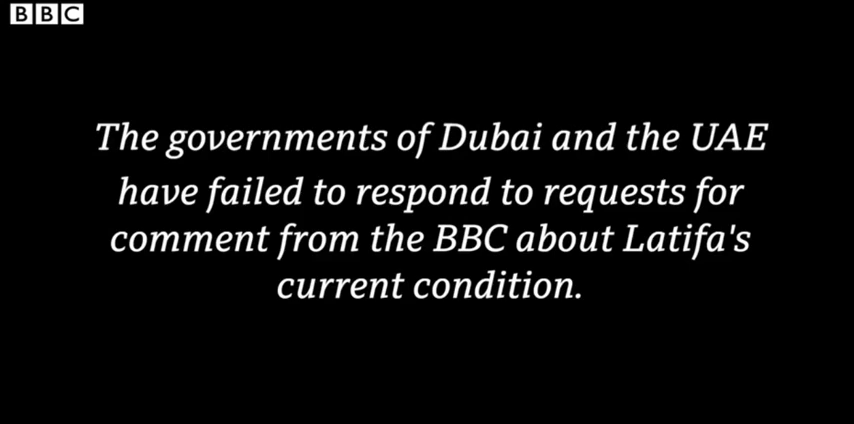 BBC
The governments of Dubai and the UAE
have failed to respond to requests for
comment from the BBC about Latifa's
current condition.